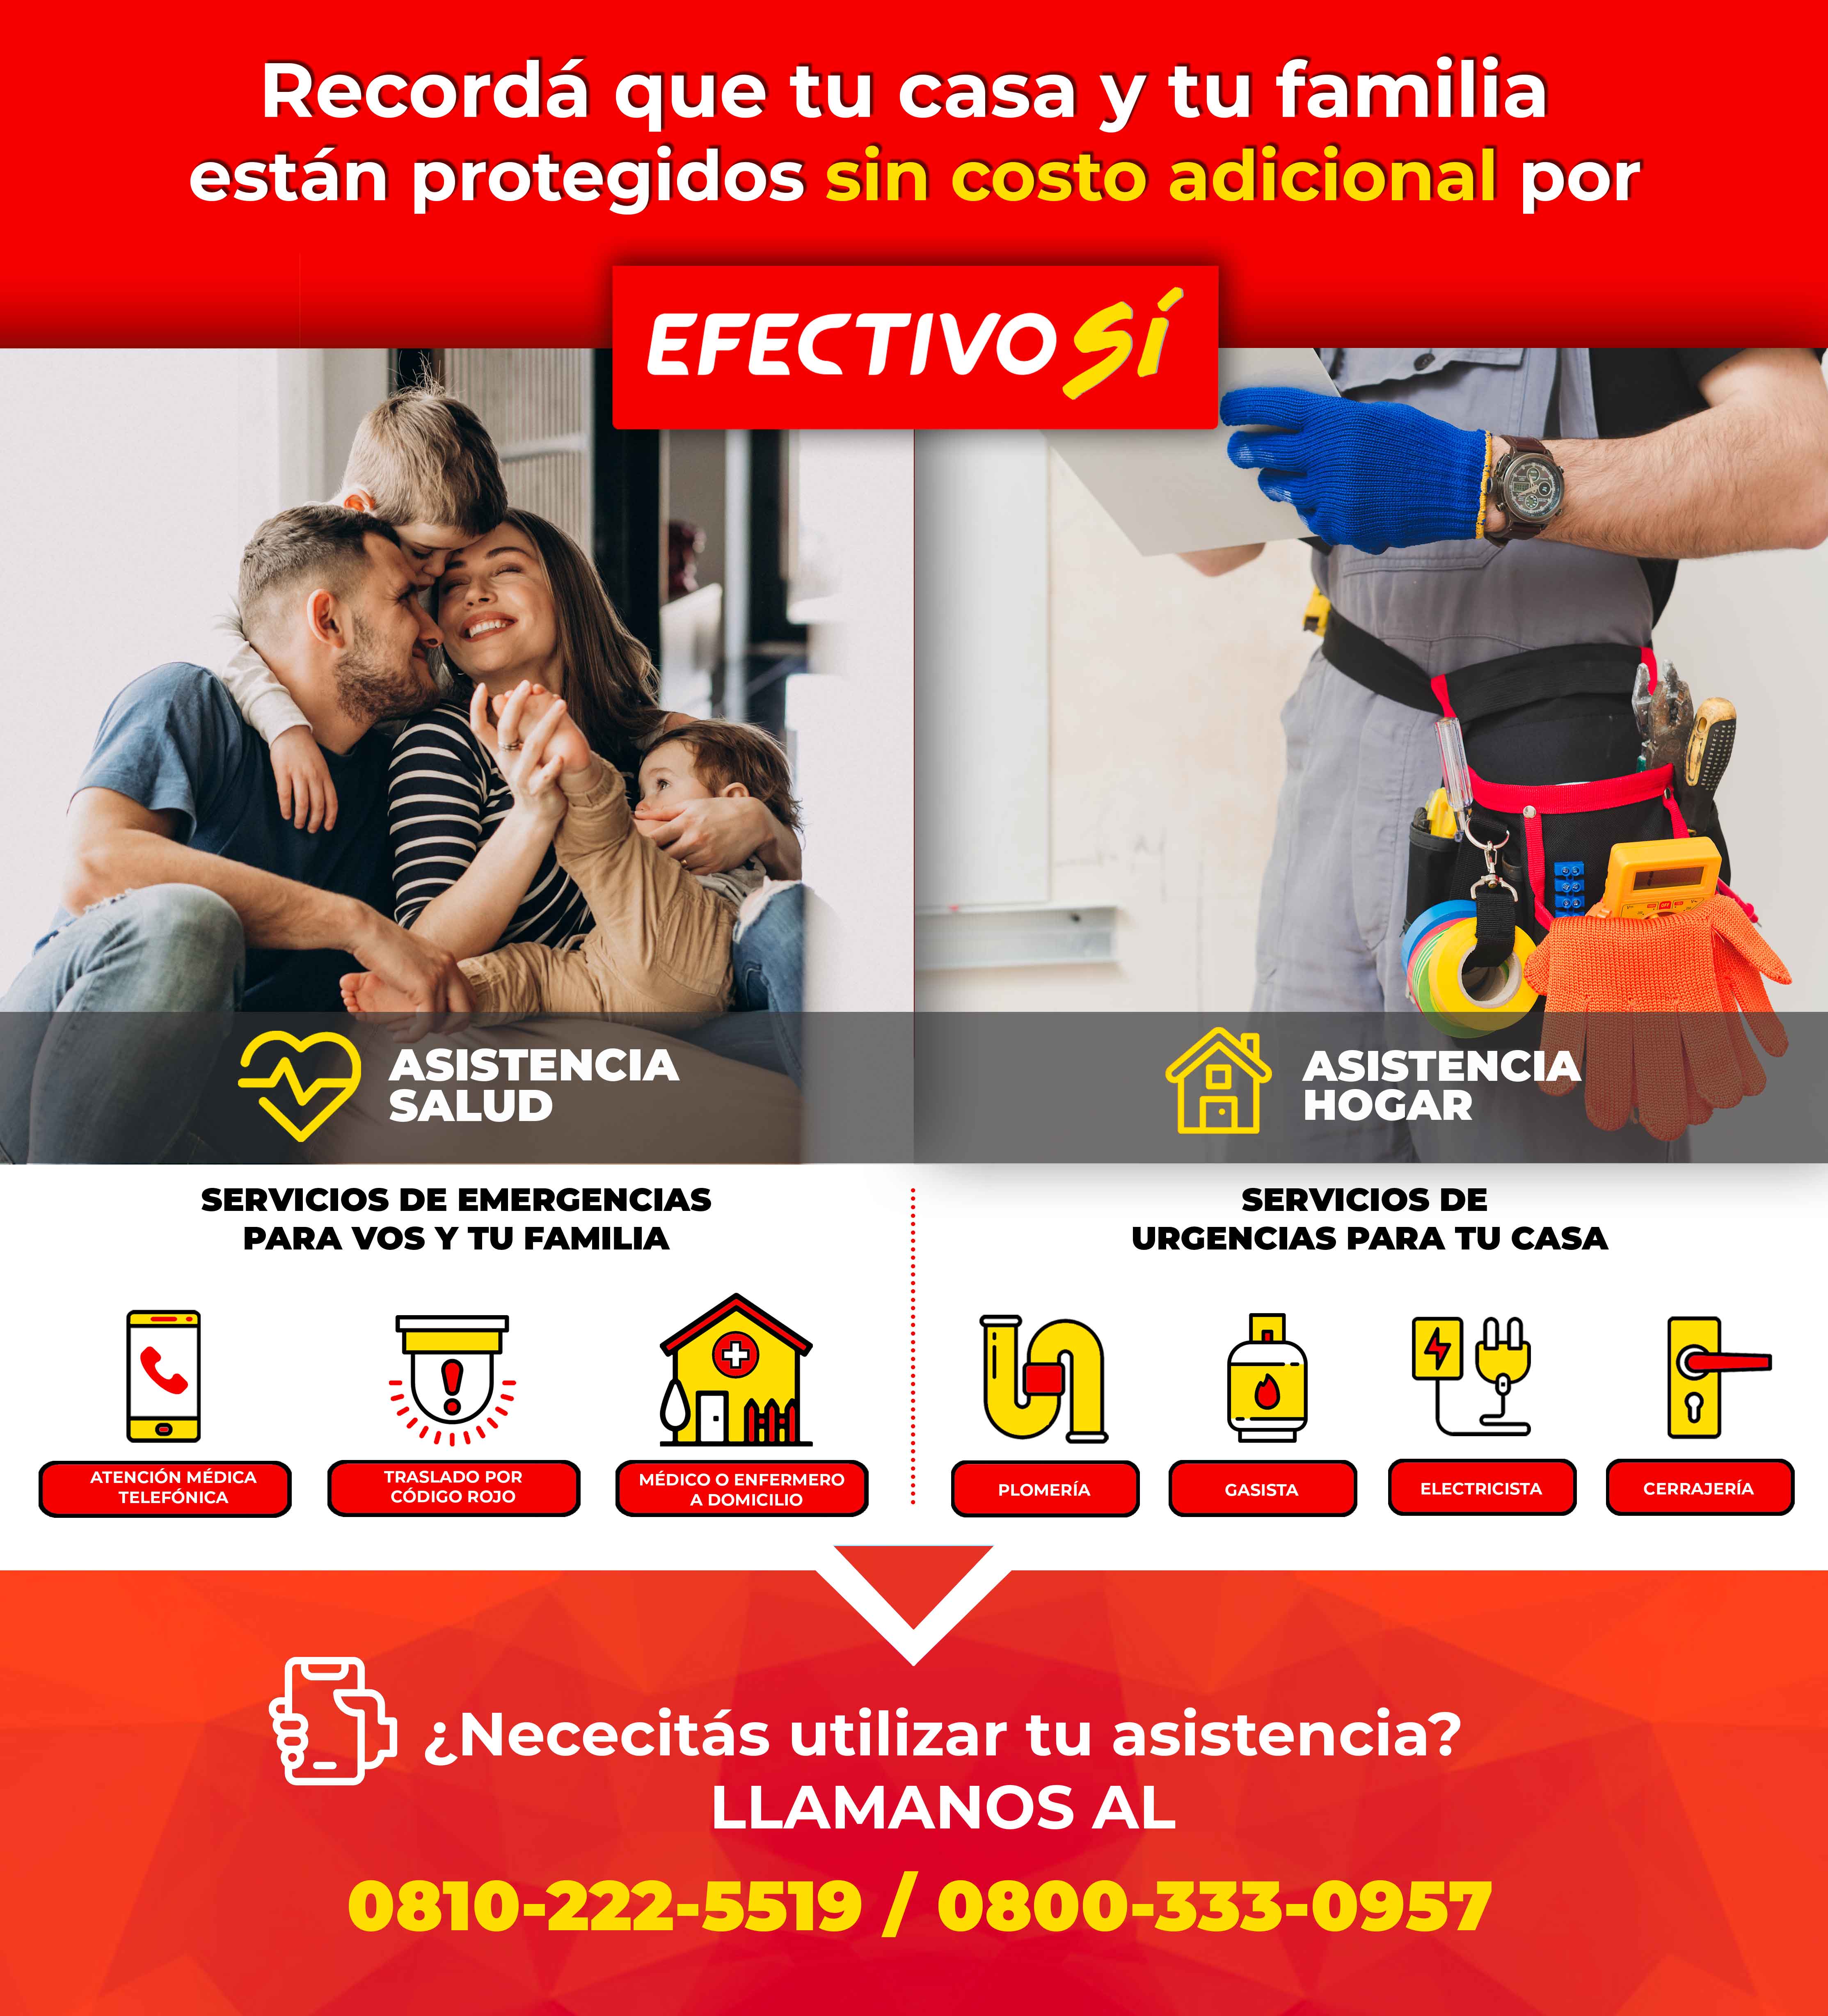 Recordá que tu casa y tu familia
están protegidos sin costo adicional por
EFECTIVO SÍ
ASISTENCIA
SALUD
ASISTENCIA
HOGAR
SERVICIOS DE EMERGENCIAS
PARA VOS Y TU FAMILIA
ATENCIÓN MÉDICA
TELEFÓNICA
TRASLADO POR
CÓDIGO ROJO
MÉDICO O ENFERMERO
A DOMICILIO
SERVICIOS DE
URGENCIAS PARA TU CASA
PLOMERÍA
GASISTA
ELECTRICISTA
CERRAJERÍA
¿Nececitás utilizar tu asistencia?
LLAMANOS AL
0810-222-5519 / 0800-333-0957